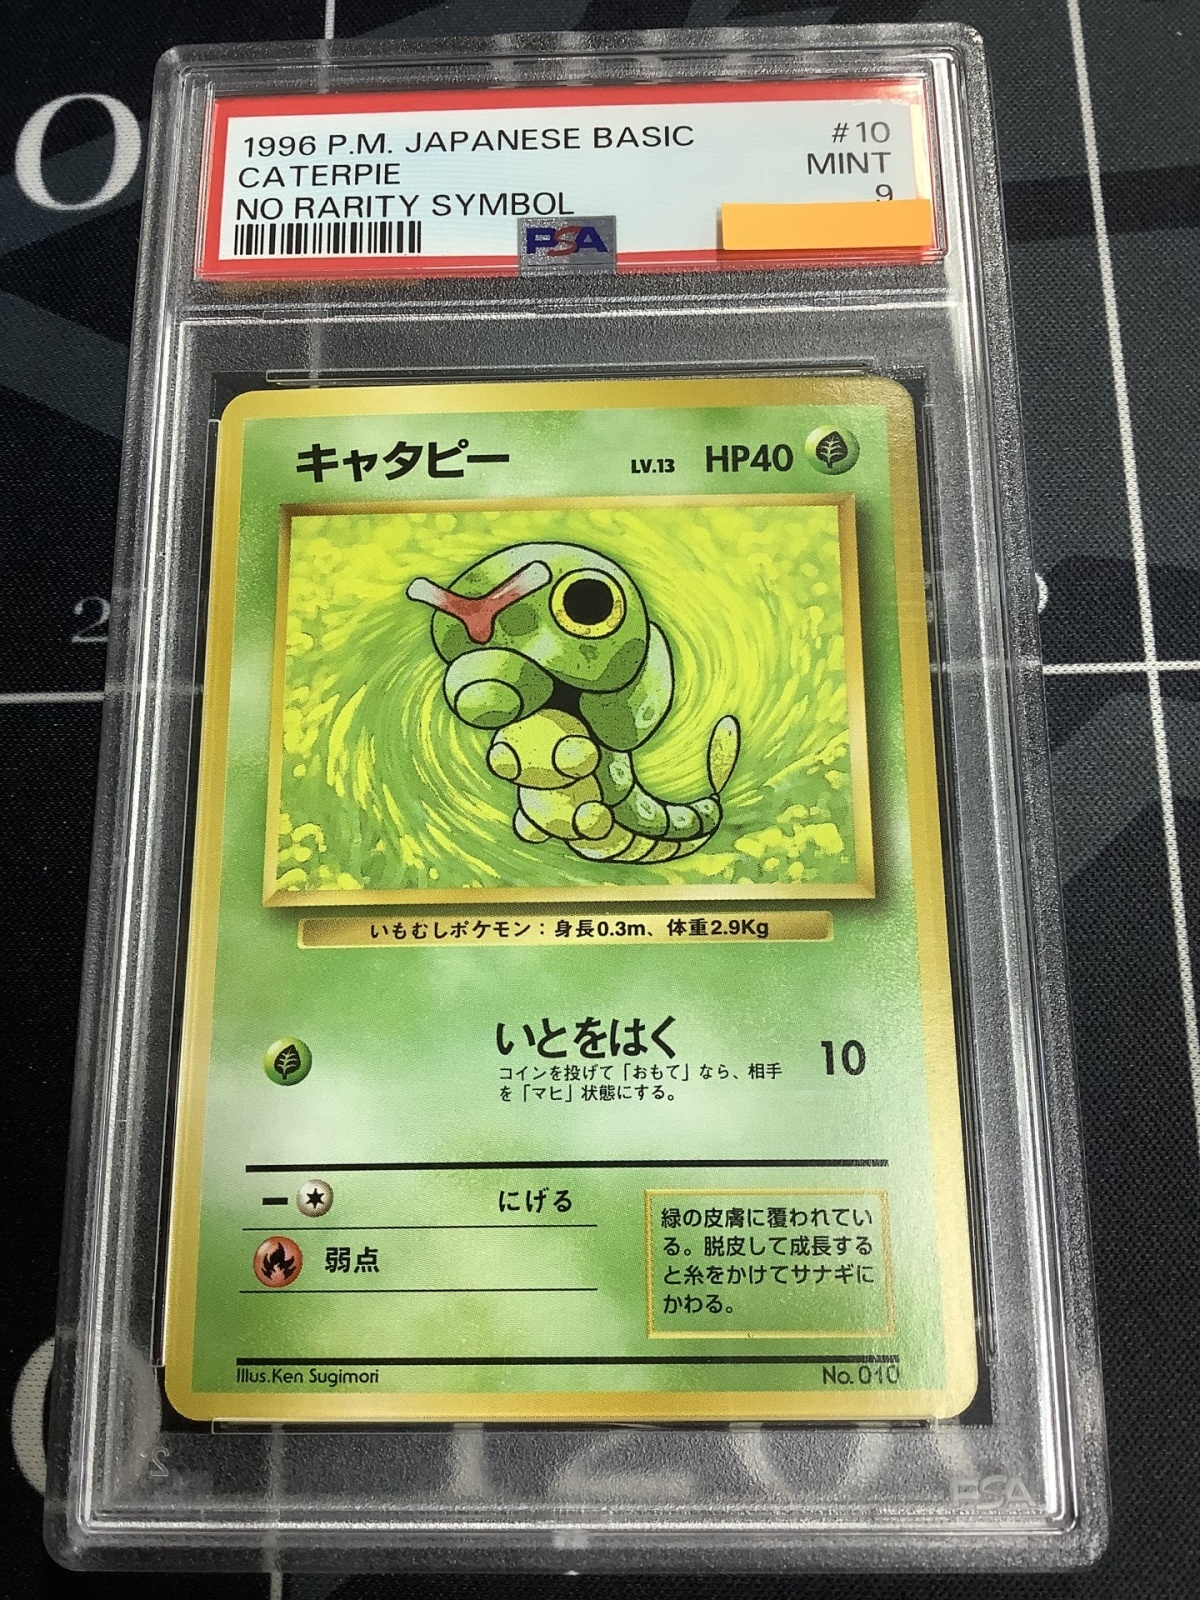 1996 P.M. JAPANESE BASIC #10
CATERPIE MINT
NO RARITY SYMBOL 9
PSA
キャタピー LV.13 HP40
いもむしポケモン：身長0.3m、体重2.9Kg
いとをはく 10
コインを投げて「おもて」なら、相手
を「マヒ」状態にする。
にげる
弱点
緑の皮膚に覆われてい
る。脱皮して成長する
と糸をかけてサナギに
かわる。
Illus.Ken Sugimori No.010
PSA